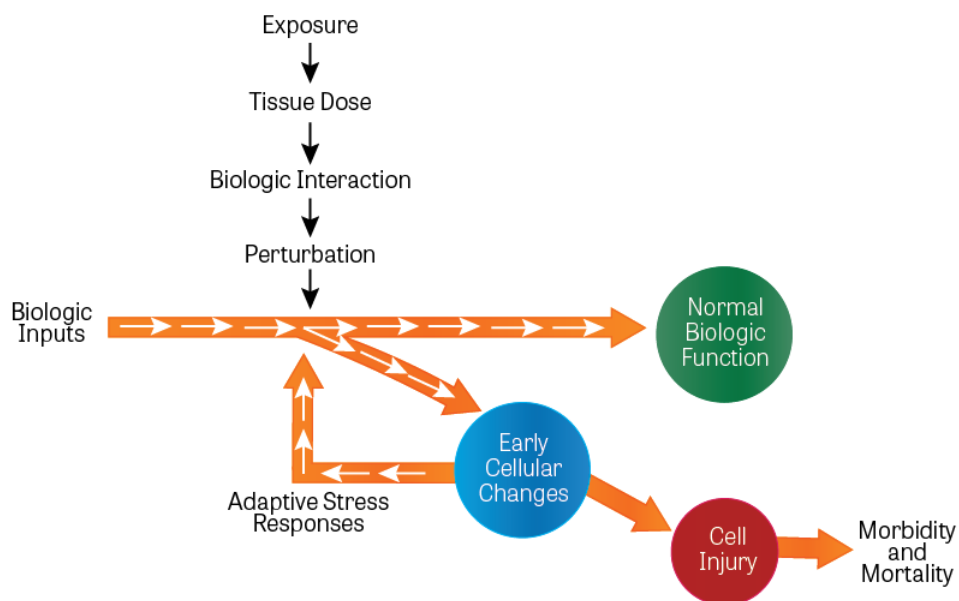 Exposure
Tissue Dose
Biologic Interaction
Perturbation
Biologic
Inputs
Normal
Biologic
Function
Early
Cellular
Changes
Adaptive Stress
Responses
Cell
Injury
Morbidity
and
Mortality